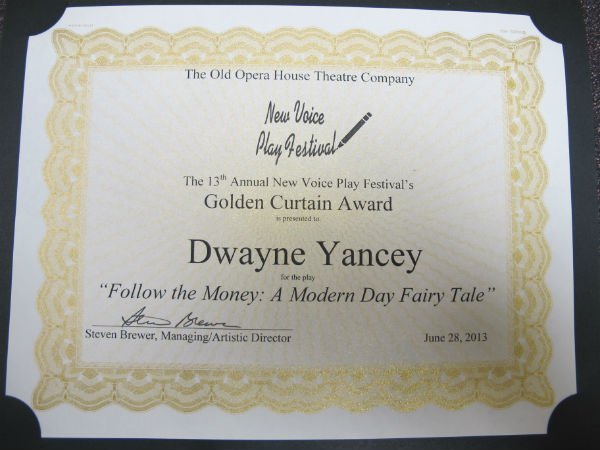 The Old Opera House Theatre Company
New Voice
Play Festival
The 13th Annual New Voice Play Festival's
Golden Curtain Award
is presented to
Dwayne Yancey
for the play
"Follow the Money: A Modern Day Fairy Tale"
Steven Brewer
Steven Brewer, Managing/Artistic Director
June 28, 2013